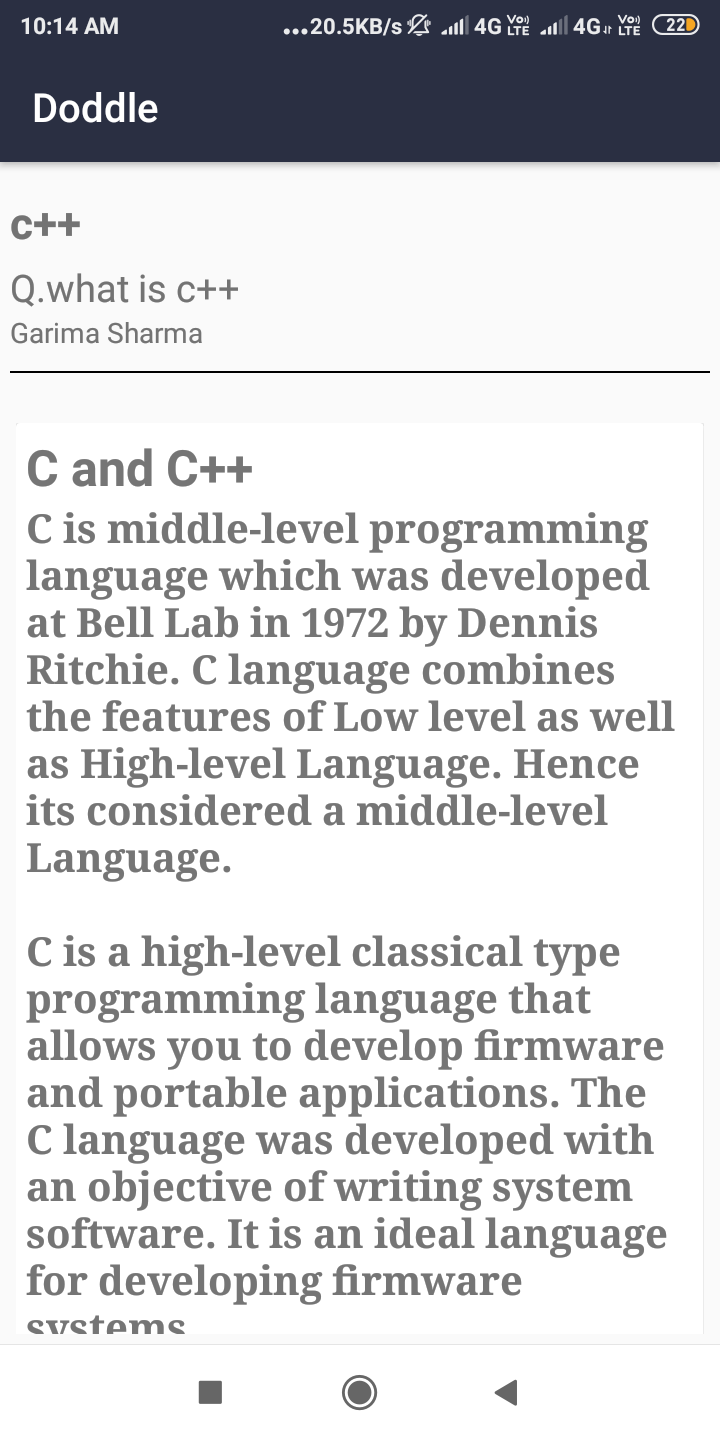 10:14 AM ...20.5KB/s 4G Vo) LTE 4G Vo) LTE 22
Doddle
c++
Q.what is c++
Garima Sharma
C and C++
C is middle-level programming
language which was developed
at Bell Lab in 1972 by Dennis
Ritchie. C language combines
the features of Low level as well
as High-level Language. Hence
its considered a middle-level
Language.
C is a high-level classical type
programming language that
allows you to develop firmware
and portable applications. The
C language was developed with
an objective of writing system
software. It is an ideal language
for developing firmware
systems